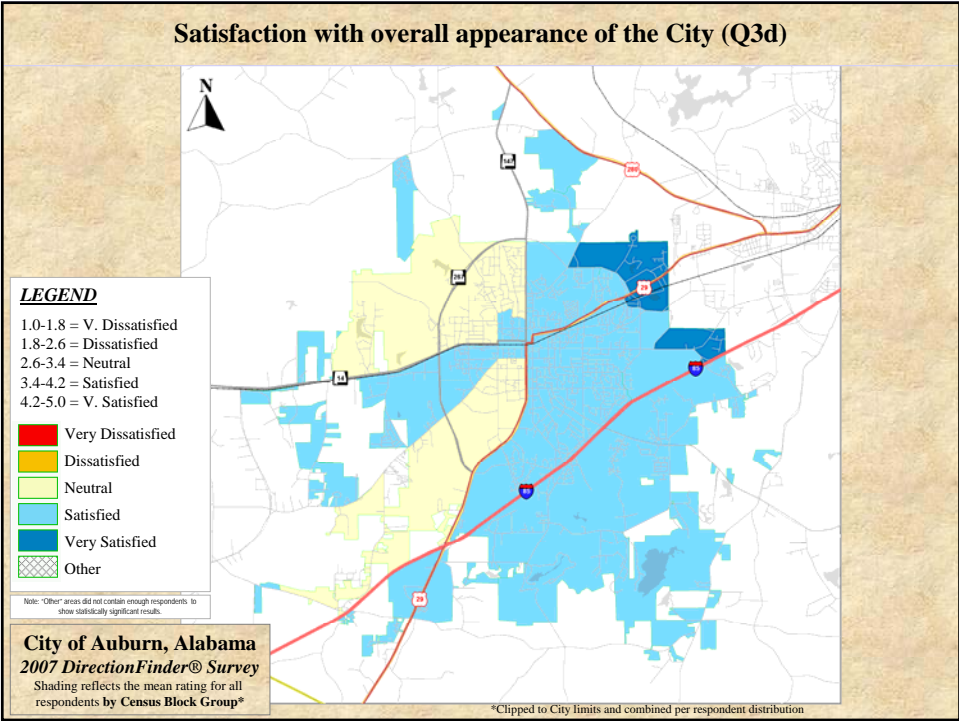 Satisfaction with overall appearance of the City (Q3d)
N
147
280
267
29
14
85
85
29
LEGEND
1.0-1.8 = V. Dissatisfied
1.8-2.6 = Dissatisfied
2.6-3.4 = Neutral
3.4-4.2 = Satisfied
4.2-5.0 = V. Satisfied
Very Dissatisfied
Dissatisfied
Neutral
Satisfied
Very Satisfied
Other
Note: "Other" areas did not contain enough respondents to
show statistically significant results.
City of Auburn, Alabama
2007 DirectionFinder® Survey
Shading reflects the mean rating for all
respondents by Census Block Group*
*Clipped to City limits and combined per respondent distribution